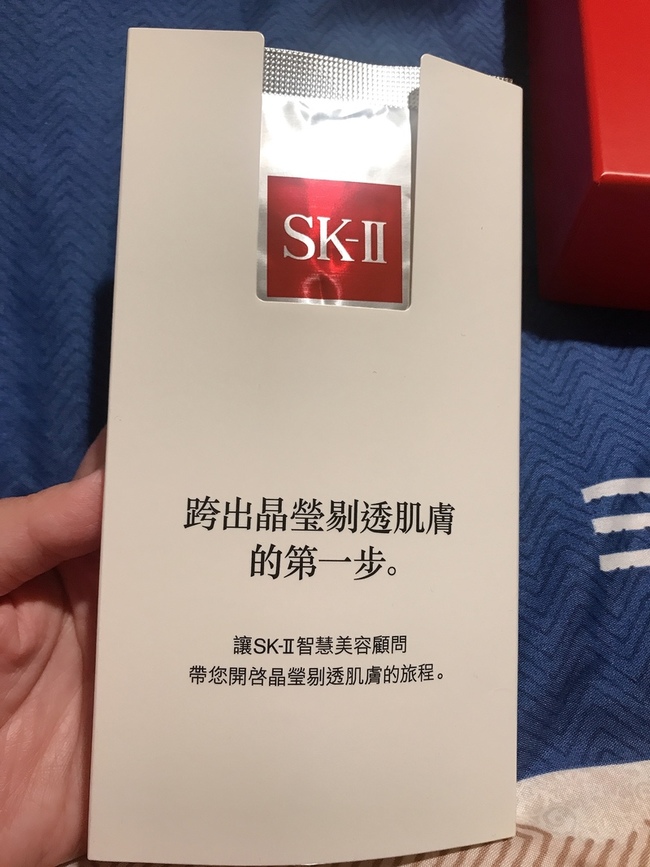 SK-II
跨出晶瑩剔透肌膚
的第一步。
讓SK-II智慧美容顧問
帶您開啓晶瑩剔透肌膚的旅程。